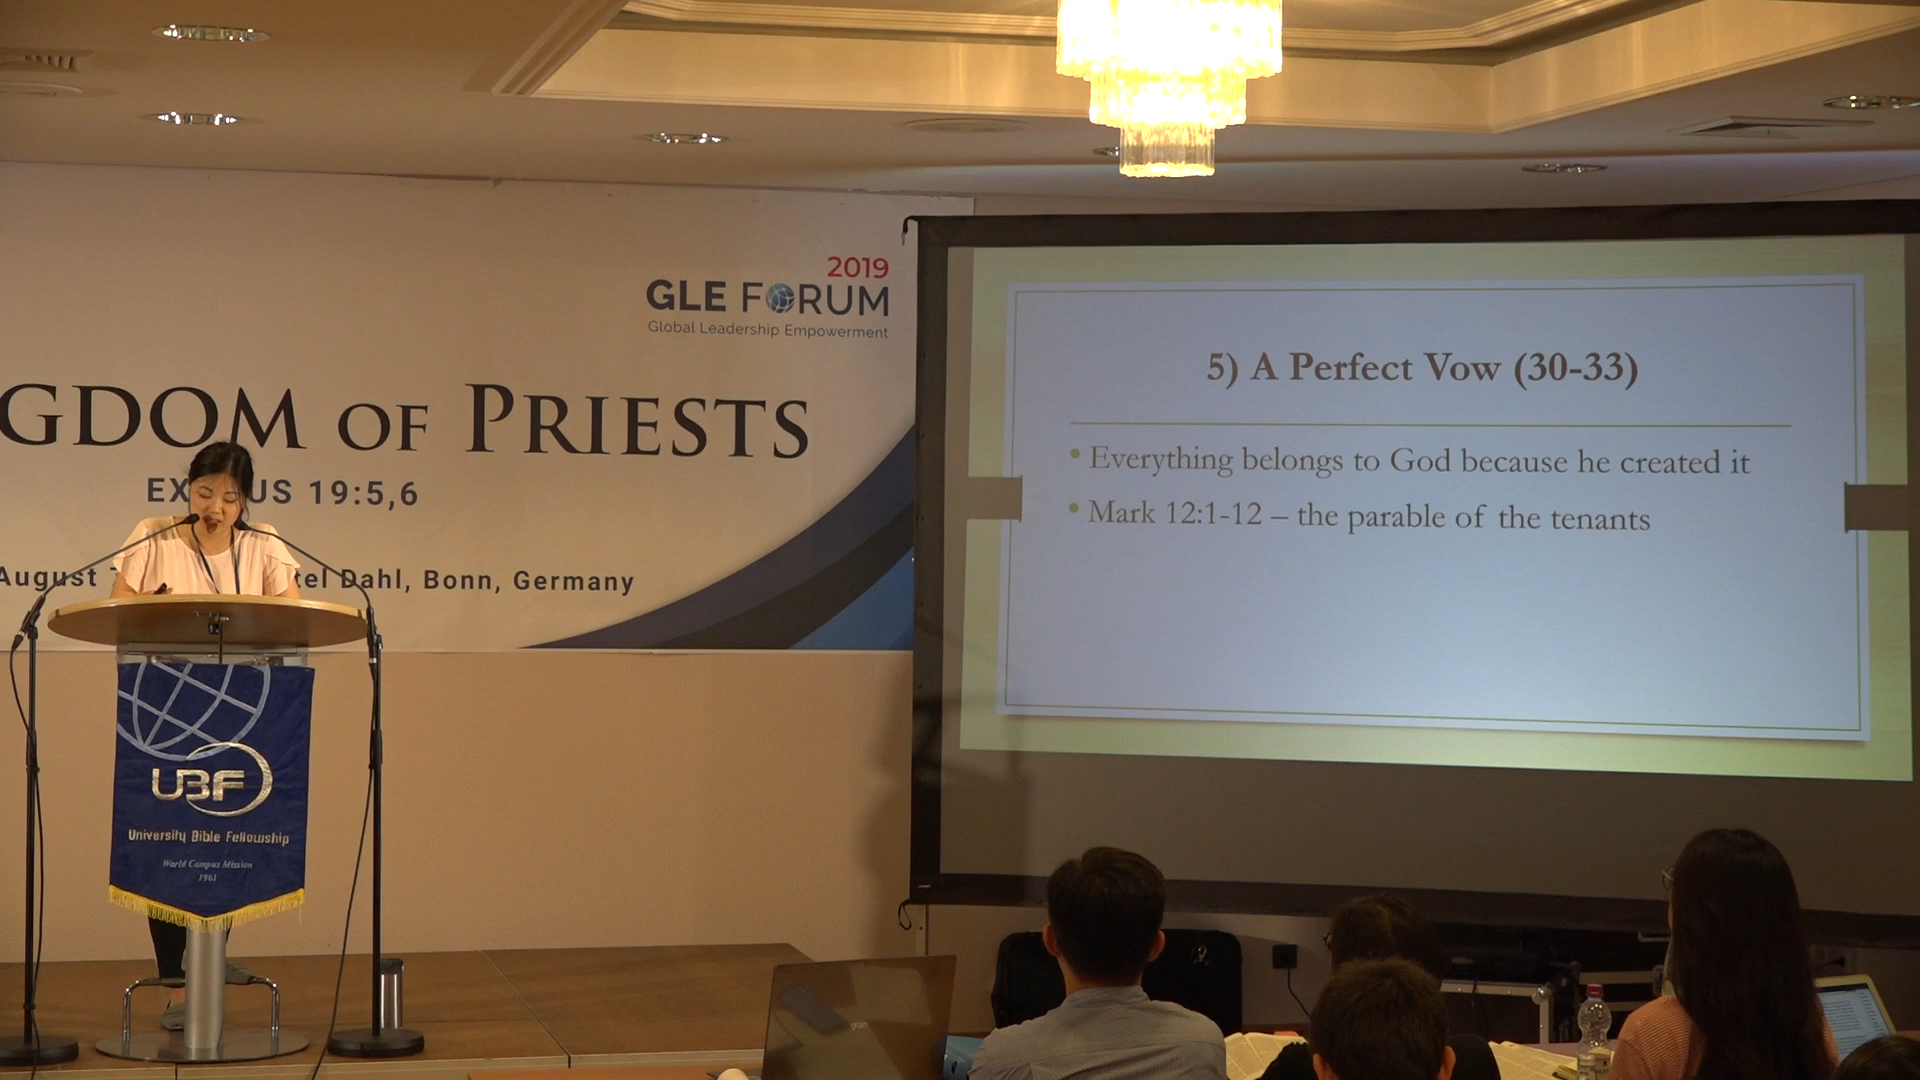 2019
GLE FORUM
Global Leadership Empowerment
GDOM OF PRIESTS
EX US 19:5,6
August tel Dahl, Bonn, Germany
UBF
University Bible Fellowship
World Campus Mission
1961
5) A Perfect Vow (30-33)
• Everything belongs to God because he created it
• Mark 12:1-12 – the parable of the tenants
gram